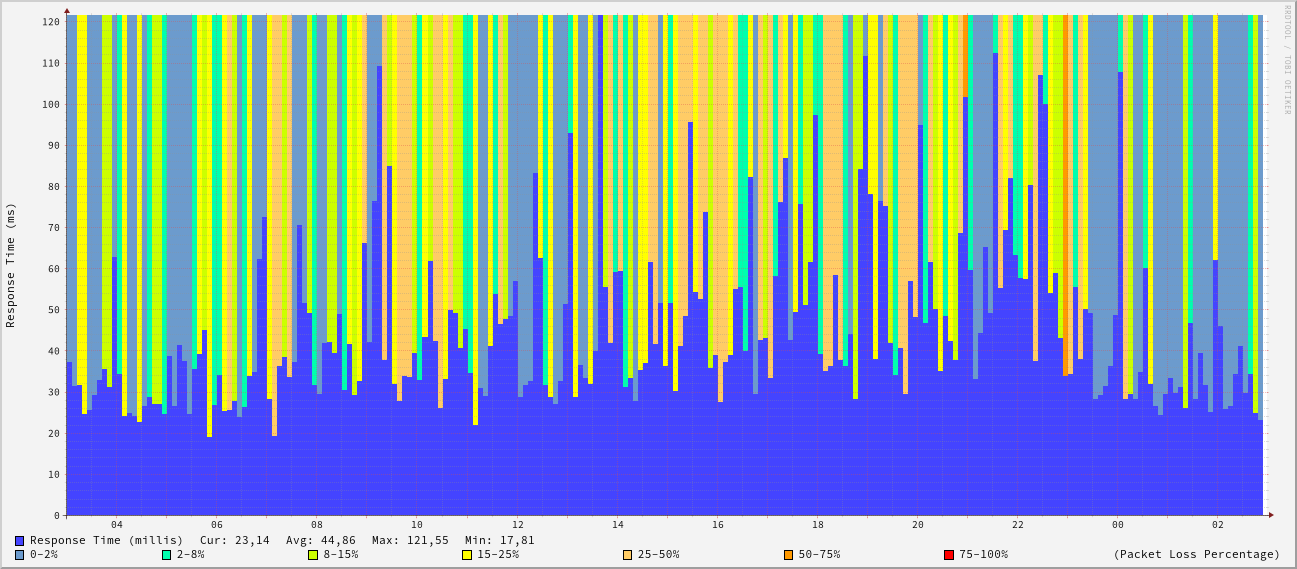 RRDTOOL / TOBI OETIKER
Response Time (ms)
120
110
100
90
80
70
60
50
40
30
20
10
0
04 06 08 10 12 14 16 18 20 22 00 02
Response Time (millis) Cur: 23,14 Avg: 44,86 Max: 121,55 Min: 17,81
0-2% 2-8% 8-15% 15-25% 25-50% 50-75% 75-100% (Packet Loss Percentage)